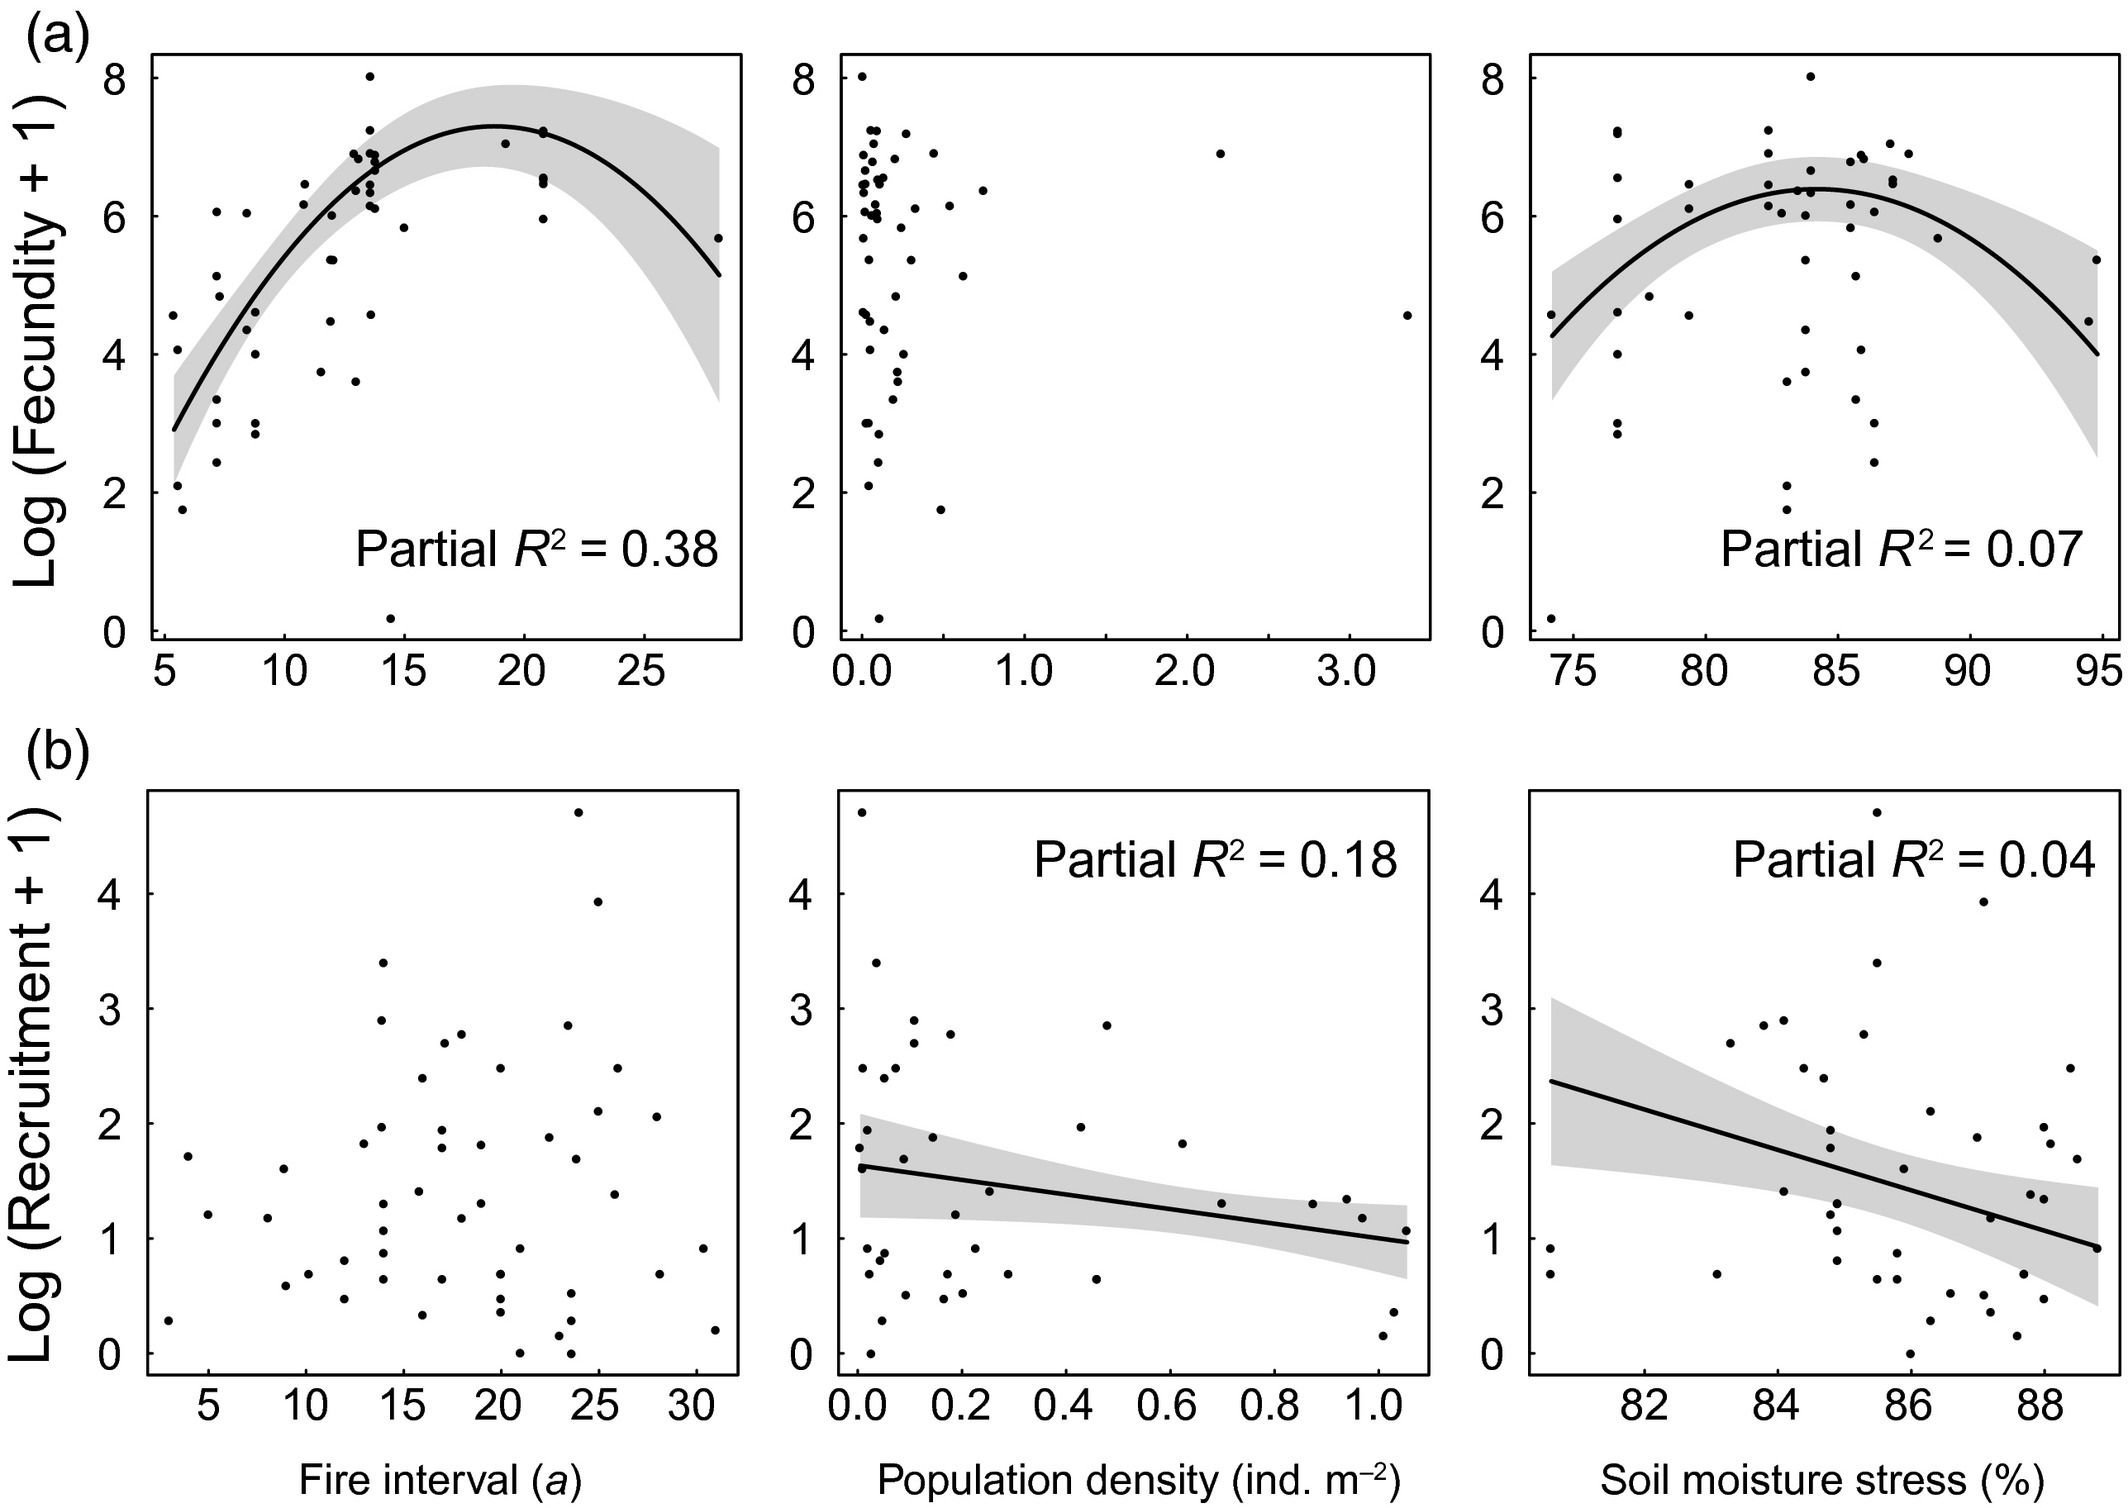 (a)
Log (Fecundity + 1)
8
6
4
2
0
5 10 15 20 25
Partial R² = 0.38
8
6
4
2
0
0.0 1.0 2.0 3.0
8
6
4
2
0
75 80 85 90 95
Partial R² = 0.07
(b)
Log (Recruitment + 1)
4
3
2
1
0
5 10 15 20 25 30
Fire interval (a)
Partial R² = 0.18
4
3
2
1
0
0.0 0.2 0.4 0.6 0.8 1.0
Population density (ind. m⁻²)
Partial R² = 0.04
4
3
2
1
0
82 84 86 88
Soil moisture stress (%)